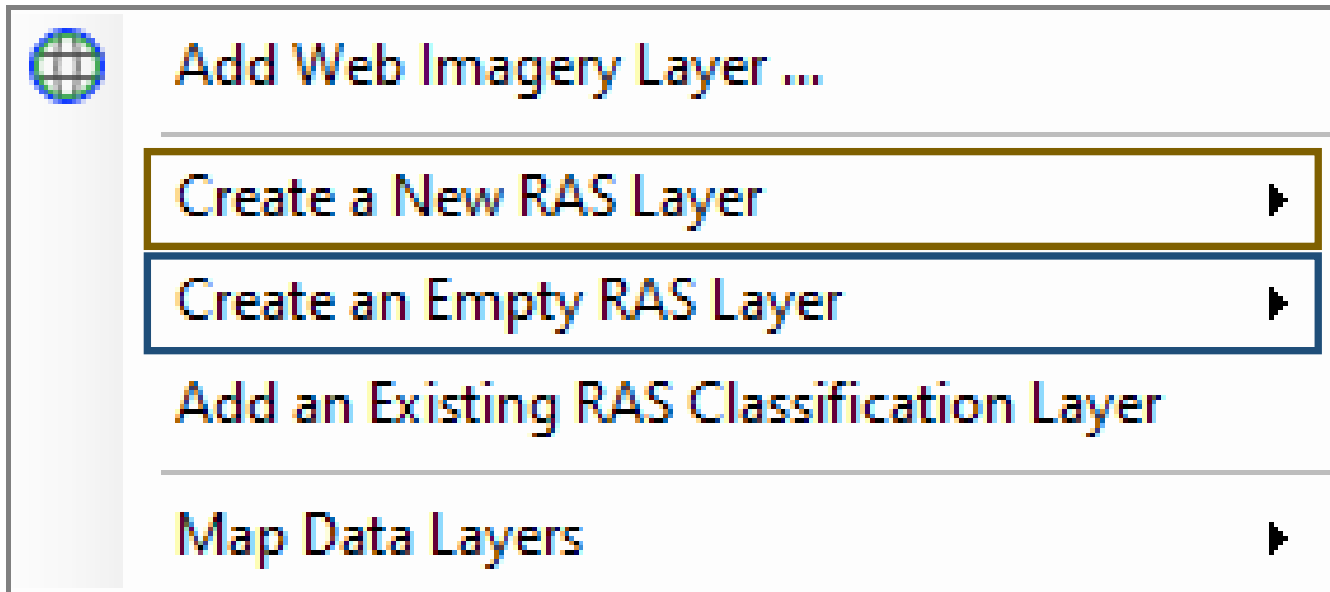 Add Web Imagery Layer ...
Create a New RAS Layer
Create an Empty RAS Layer
Add an Existing RAS Classification Layer
Map Data Layers